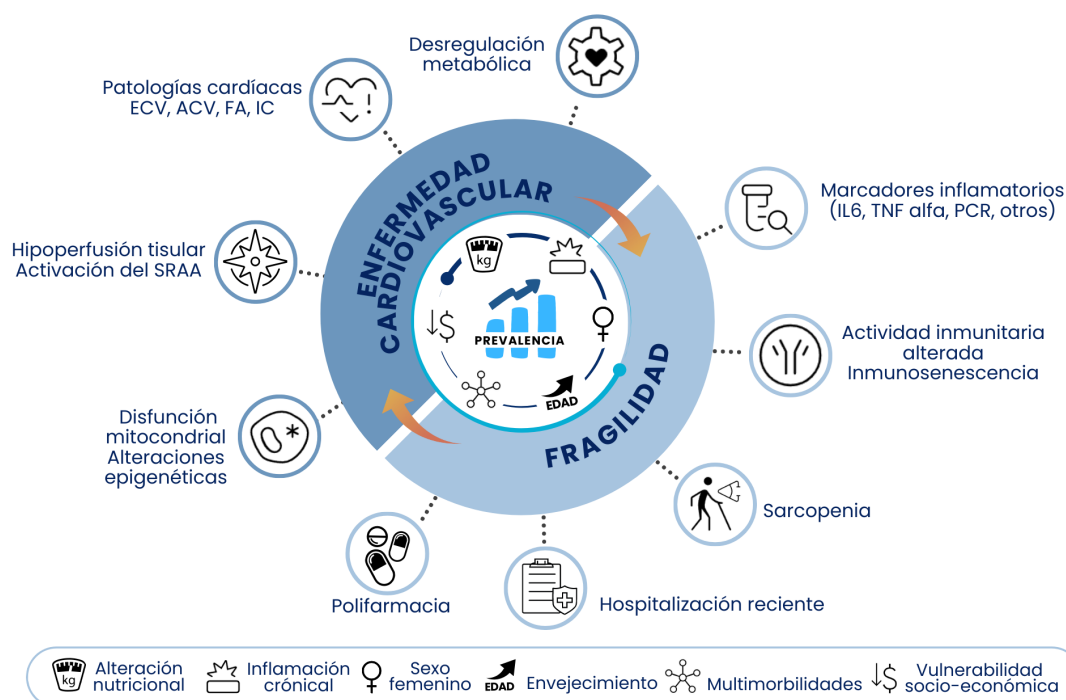 Desregulación
metabólica
Patologías cardíacas
ECV, ACV, FA, IC
Marcadores inflamatorios
(IL6, TNF alfa, PCR, otros)
Hipoperfusión tisular
Activación del SRAA
ENFERMEDAD
CARDIOVASCULAR
kg
$
PREVALENCIA
EDAD
FRAGILIDAD
Actividad inmunitaria
alterada
Inmunosenescencia
Disfunción
mitocondrial
Alteraciones
epigenéticas
Sarcopenia
Polifarmacia
Hospitalización reciente
kg
Alteración
nutricional
Inflamación
crónical
Sexo
femenino
EDAD
Envejecimiento
Multimorbilidades
$
Vulnerabilidad
socio-económica